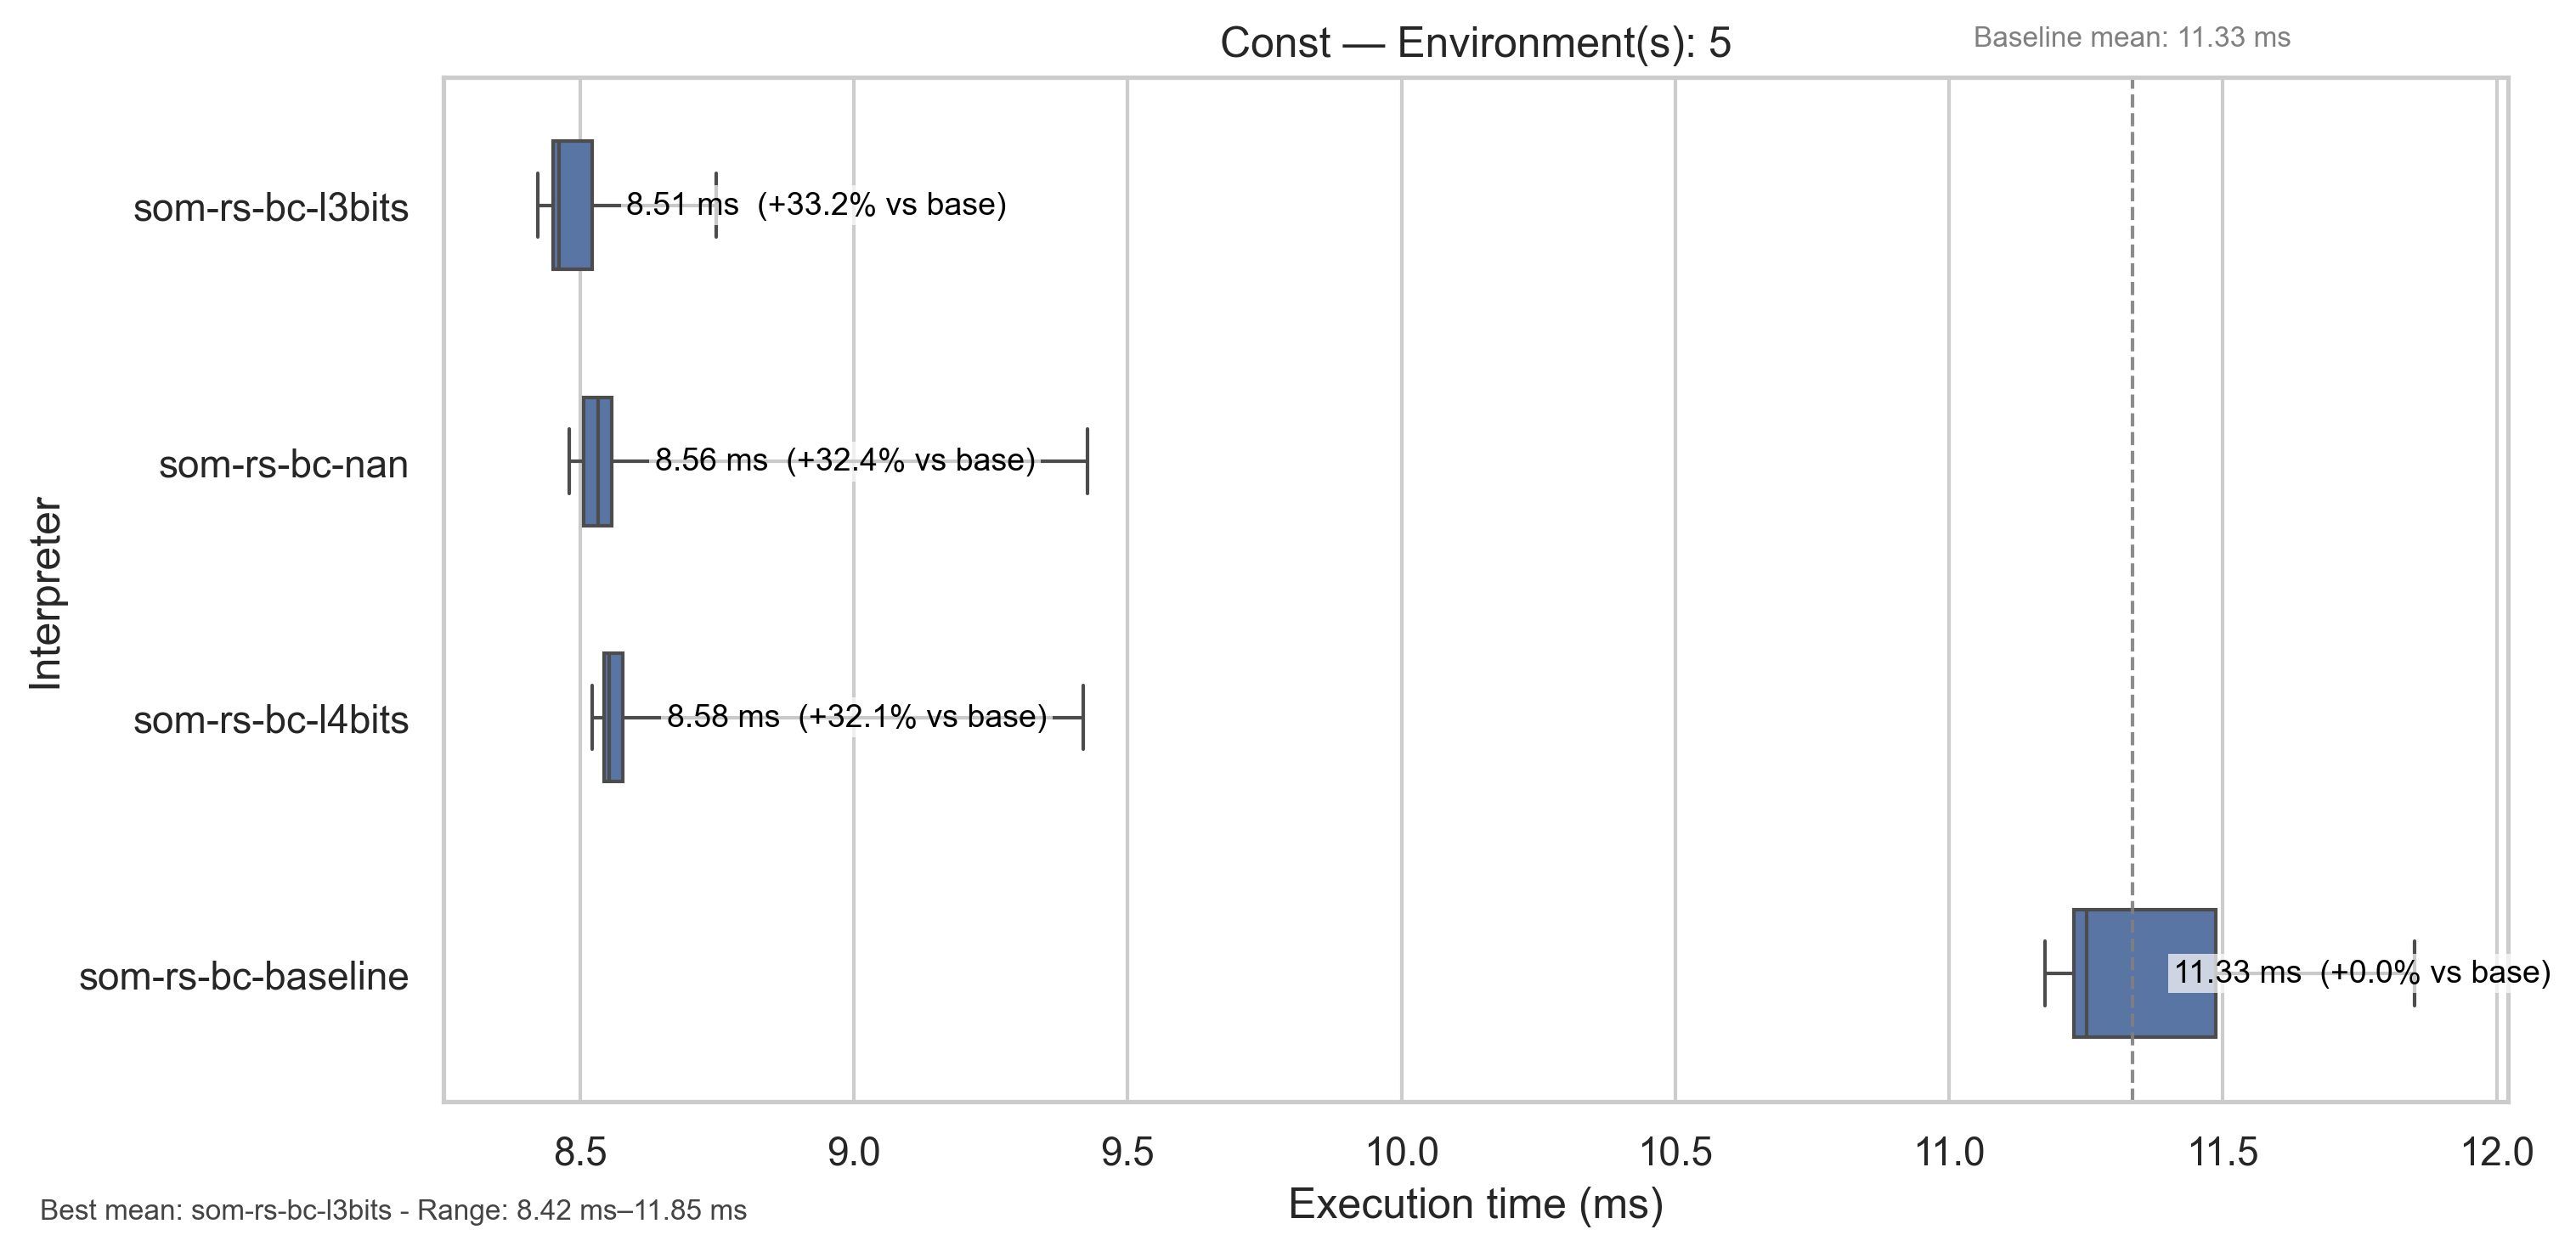 Const — Environment(s): 5
Baseline mean: 11.33 ms
Interpreter
som-rs-bc-l3bits
8.51 ms (+33.2% vs base)
som-rs-bc-nan
8.56 ms (+32.4% vs base)
som-rs-bc-l4bits
8.58 ms (+32.1% vs base)
som-rs-bc-baseline
11.33 ms (+0.0% vs base)
8.5 9.0 9.5 10.0 10.5 11.0 11.5 12.0
Execution time (ms)
Best mean: som-rs-bc-l3bits - Range: 8.42 ms–11.85 ms